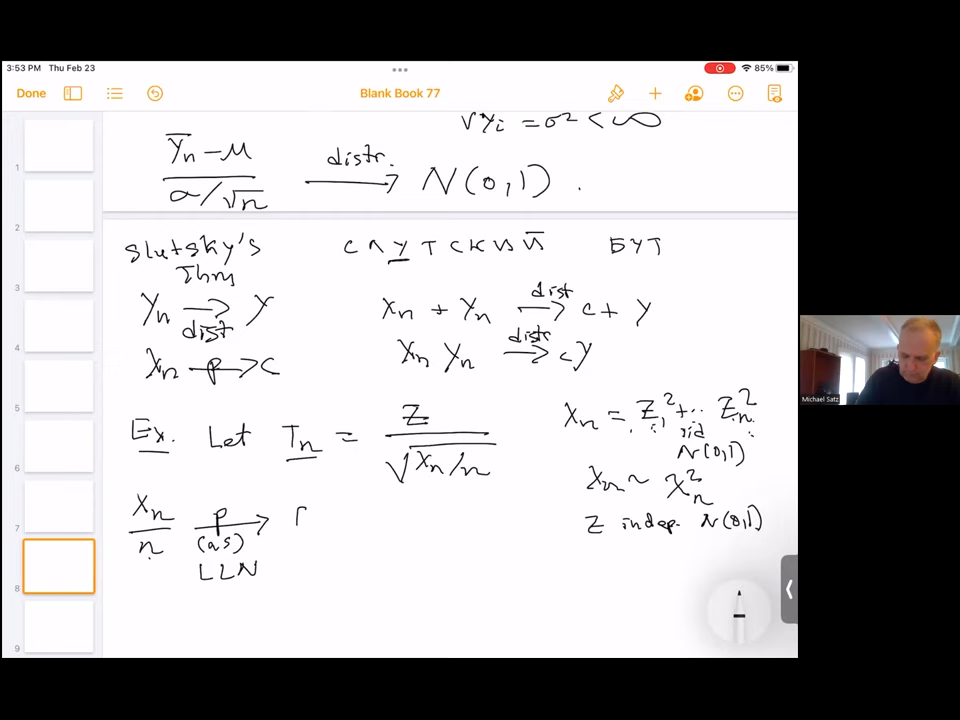 3:53 PM Thu Feb 23
85%
Done
Blank Book 77
VYi = σ² < ∞
(Ȳn − μ) / (σ/√n) —distr.→ N(0,1).
Slutsky's Thm
СЛУТСКИЙ
БУТ
Yn —dist→ Y
Xn + Yn —dist→ c + Y
Xn —p→ c
Xn Yn —distr→ cY
Ex. Let Tn = Z / √(Xn/n)
Xn = Z₁² + .. Zn²
iid
N(0,1)
Xn ~ χ²n
Z indep. N(0,1)
Xn / n —p→ (as) LLN
1
2
3
4
5
6
7
8
9
Michael Satz